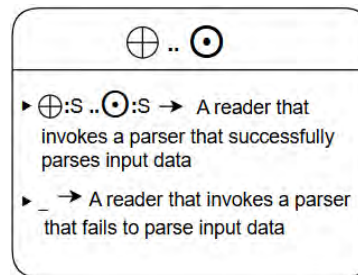 ⊕ .. ⊙
▸ ⊕:S ..⊙:S → A reader that
invokes a parser that successfully
parses input data
▸ _ → A reader that invokes a parser
that fails to parse input data